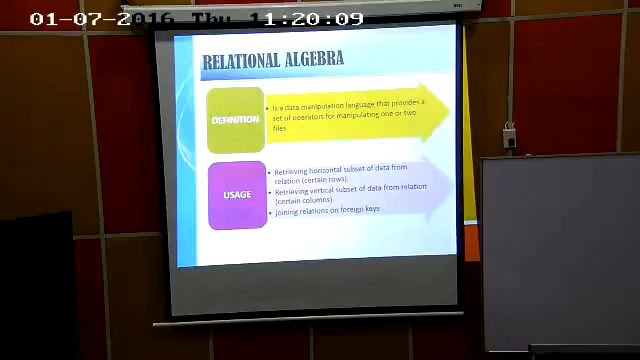 01-07-2016 Thu 11:20:09
RELATIONAL ALGEBRA
DEFINITION
• Is a data manipulation language that provides a
set of operators for manipulating one or two
files
USAGE
• Retrieving horizontal subset of data from
relation (certain rows)
• Retrieving vertical subset of data from relation
(certain columns)
• Joining relations on foreign keys